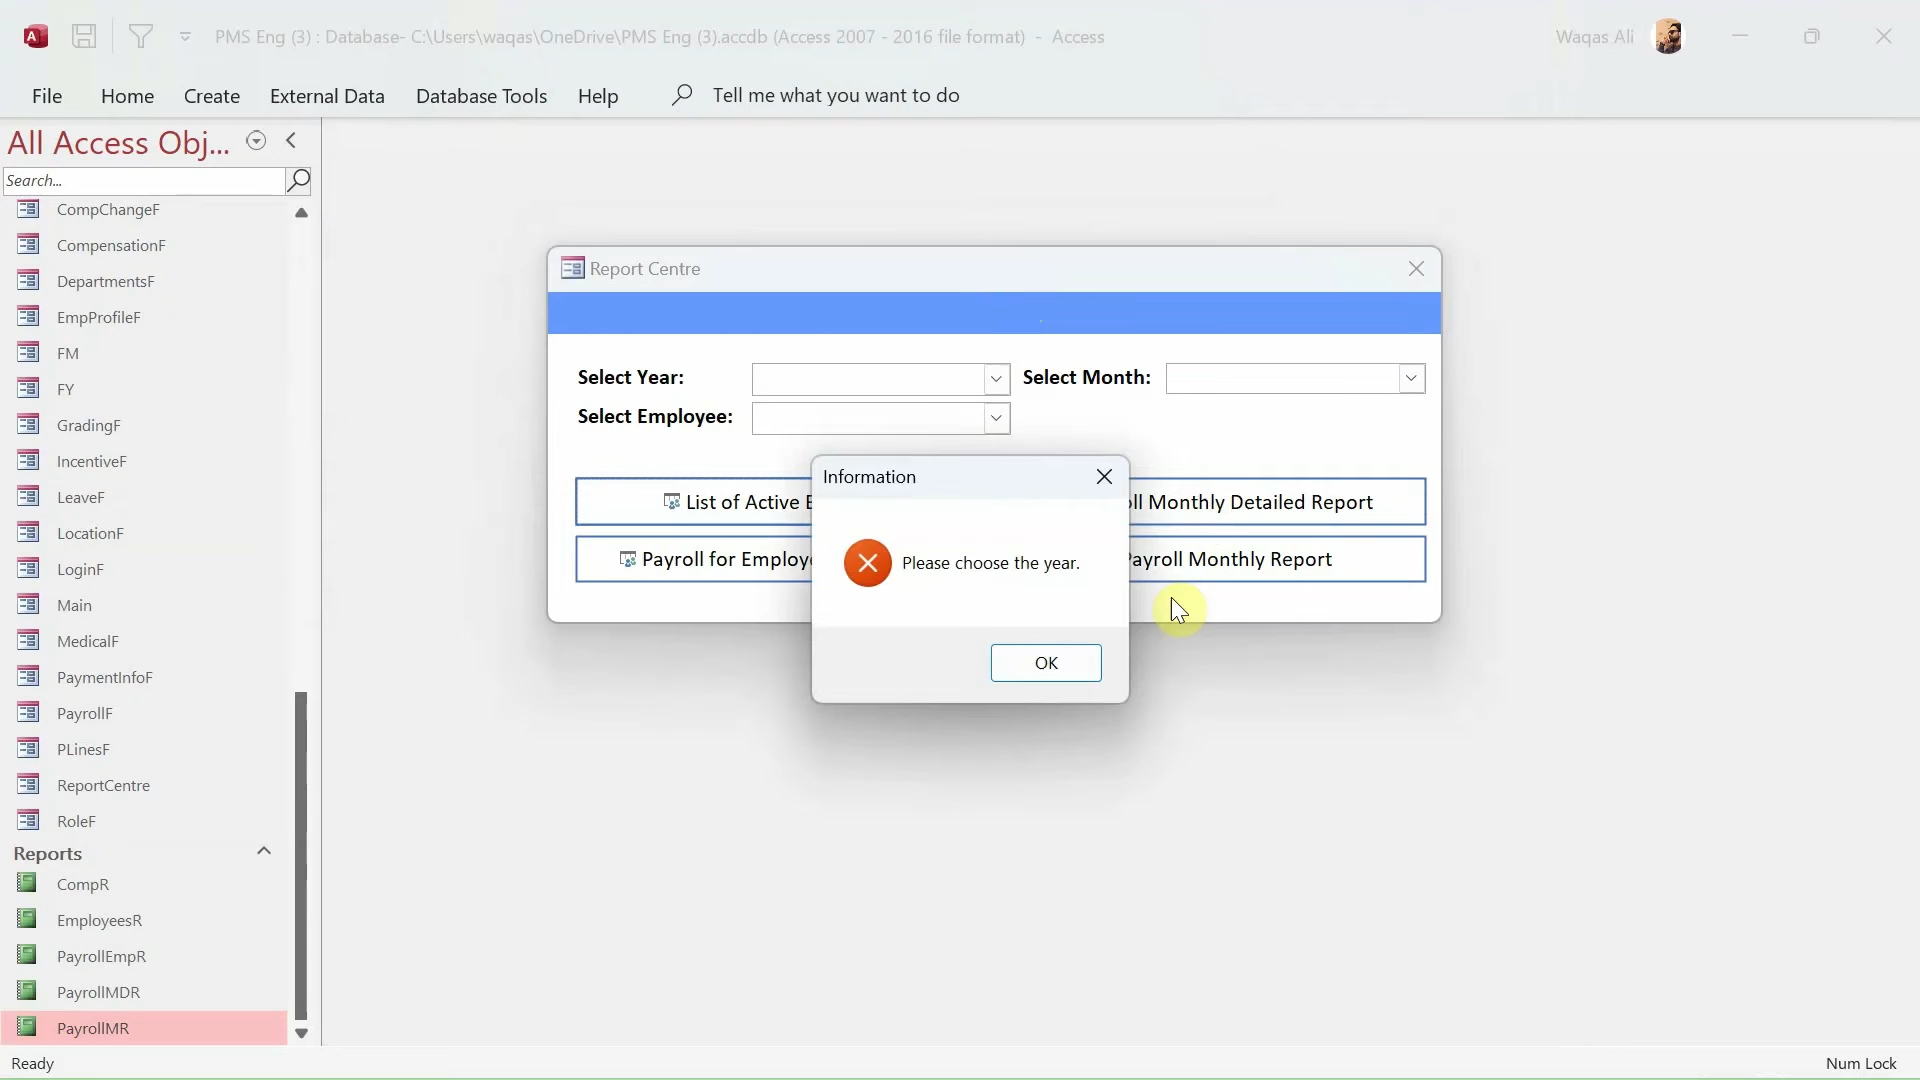 PMS Eng (3) : Database- C:\Users\waqas\OneDrive\PMS Eng (3).accdb (Access 2007 - 2016 file format) - Access
Waqas Ali
File Home Create External Data Database Tools Help Tell me what you want to do
All Access Obj...
Search...
CompChangeF
CompensationF
DepartmentsF
EmpProfileF
FM
FY
GradingF
IncentiveF
LeaveF
LocationF
LoginF
Main
MedicalF
PaymentInfoF
PayrollF
PLinesF
ReportCentre
RoleF
Reports
CompR
EmployeesR
PayrollEmpR
PayrollMDR
PayrollMR
Report Centre
Select Year: Select Month:
Select Employee:
List of Active
ll Monthly Detailed Report
Payroll for Employ
Payroll Monthly Report
Information
Please choose the year.
OK
Ready
Num Lock